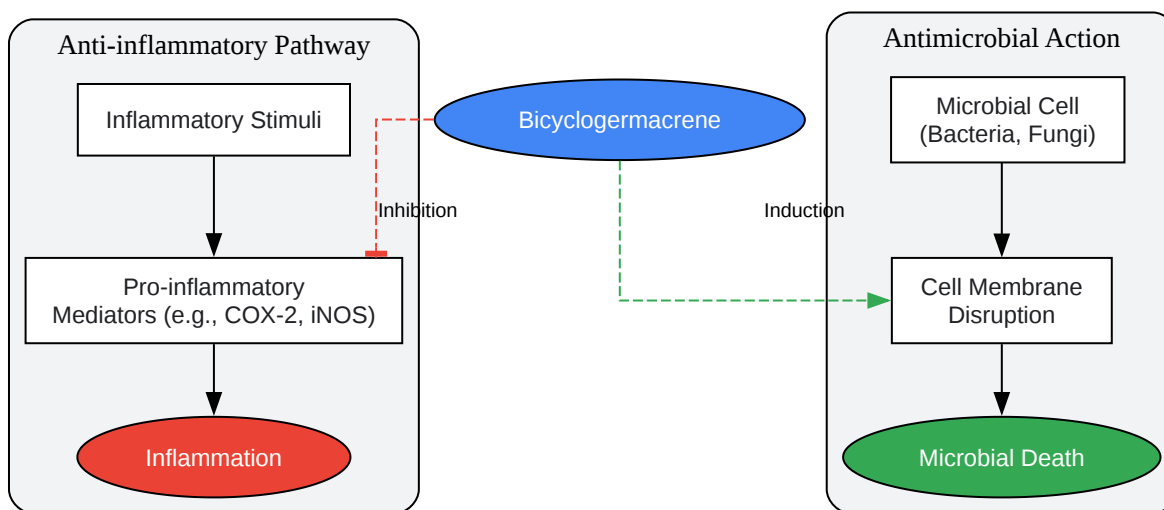 Anti-inflammatory Pathway
Inflammatory Stimuli
Inhibition
Pro-inflammatory
Mediators (e.g., COX-2, iNOS)
Inflammation
Bicyclogermacrene
Induction
Antimicrobial Action
Microbial Cell
(Bacteria, Fungi)
Cell Membrane
Disruption
Microbial Death